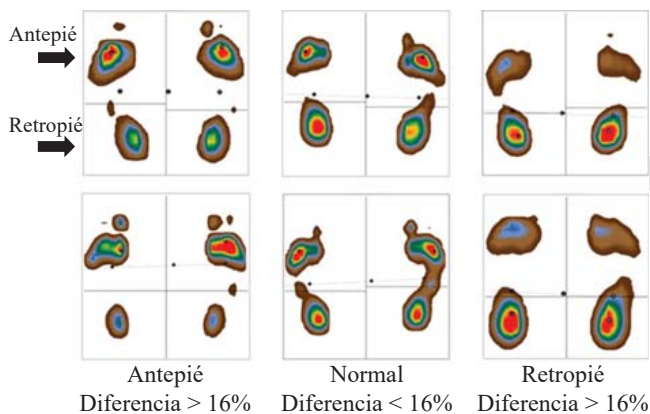 Antepié
Retropié
Antepié
Diferencia > 16%
Normal
Diferencia < 16%
Retropié
Diferencia > 16%